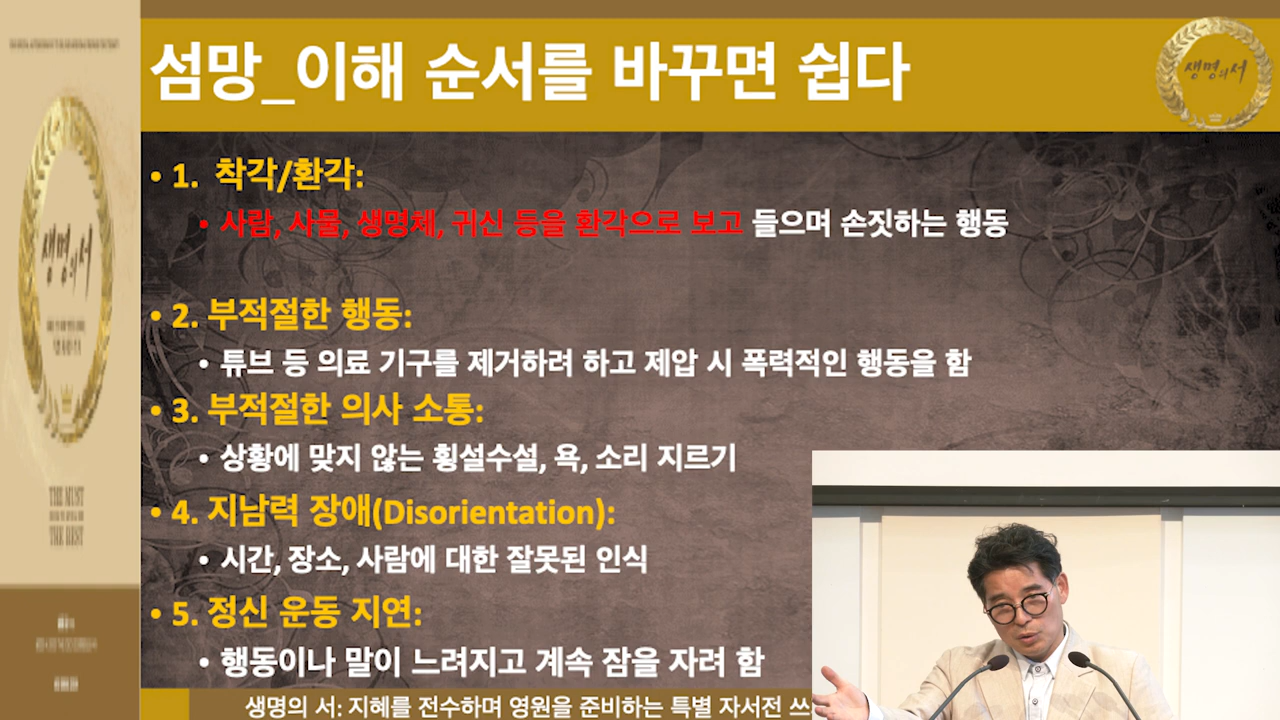 섬망_이해 순서를 바꾸면 쉽다
생명의서
• 1. 착각/환각:
• 사람, 사물, 생명체, 귀신 등을 환각으로 보고 들으며 손짓하는 행동
• 2. 부적절한 행동:
• 튜브 등 의료 기구를 제거하려 하고 제압 시 폭력적인 행동을 함
• 3. 부적절한 의사 소통:
• 상황에 맞지 않는 횡설수설, 욕, 소리 지르기
• 4. 지남력 장애(Disorientation):
• 시간, 장소, 사람에 대한 잘못된 인식
• 5. 정신 운동 지연:
• 행동이나 말이 느려지고 계속 잠을 자려 함
생명의 서: 지혜를 전수하며 영원을 준비하는 특별 자서전 쓰
생명의서
THE MUST
THE BEST